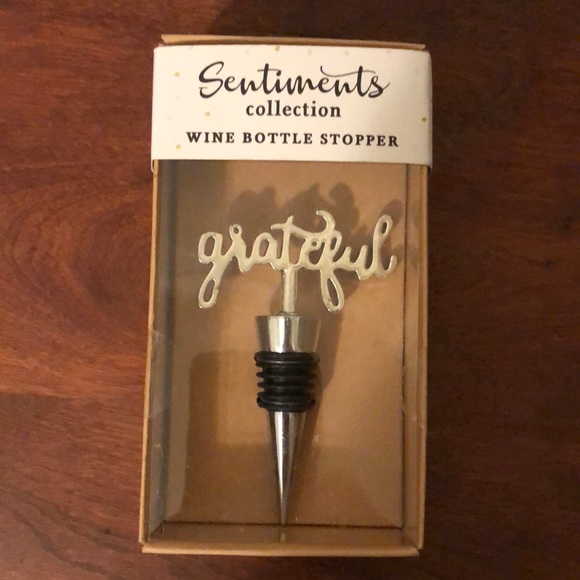 Sentiments
collection
WINE BOTTLE STOPPER
grateful